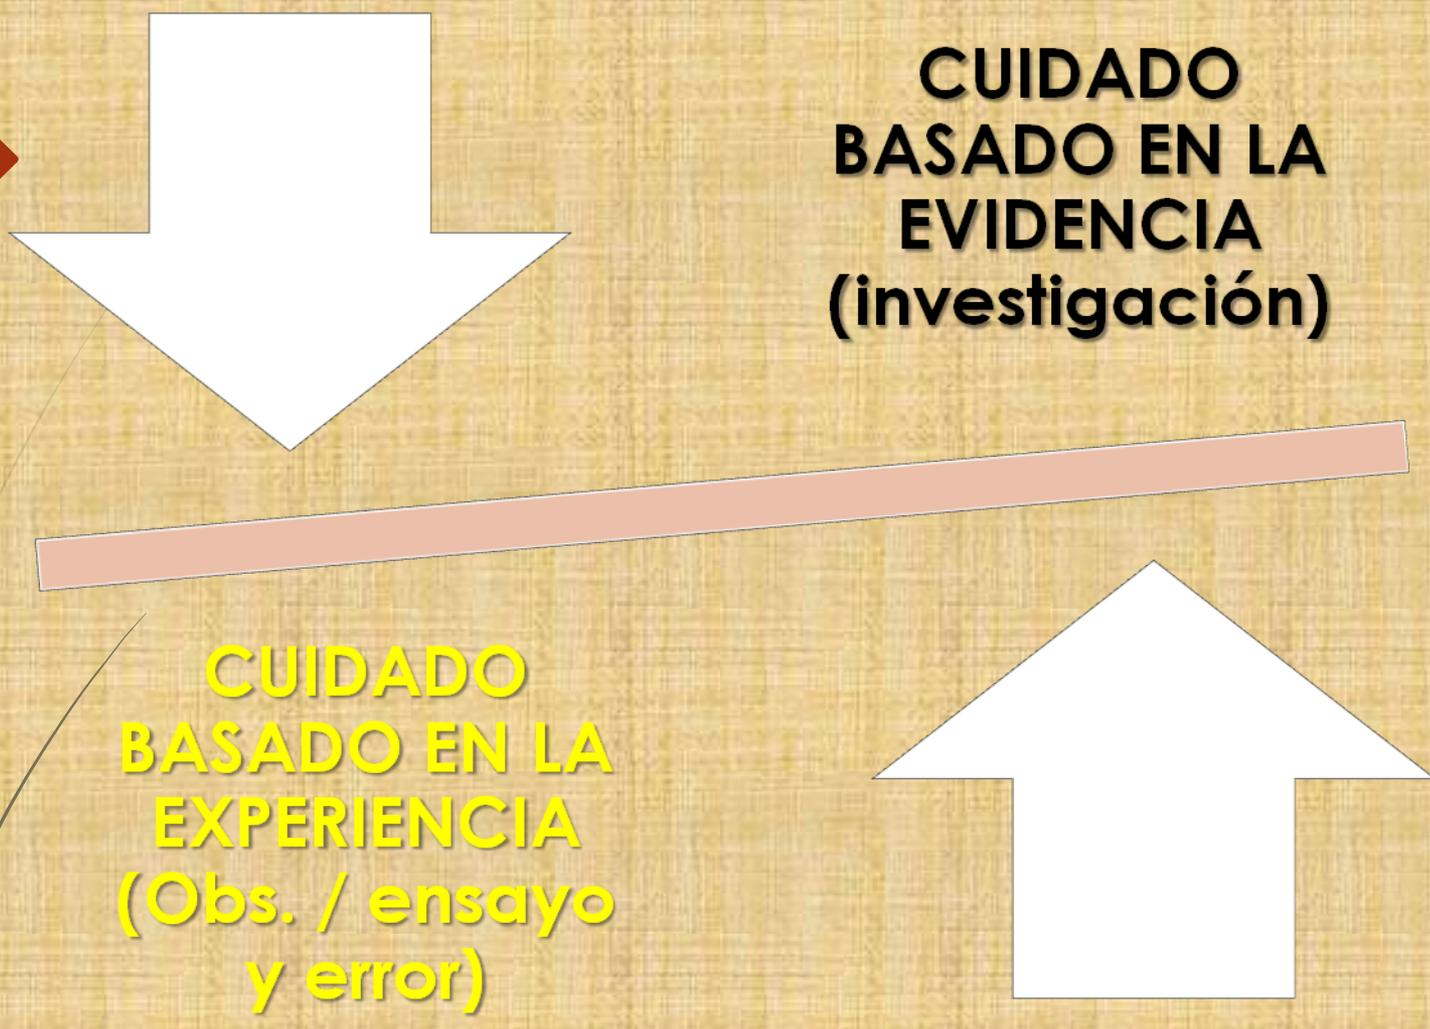 CUIDADO
BASADO EN LA
EVIDENCIA
(investigación)
CUIDADO
BASADO EN LA
EXPERIENCIA
(Obs. / ensayo
y error)